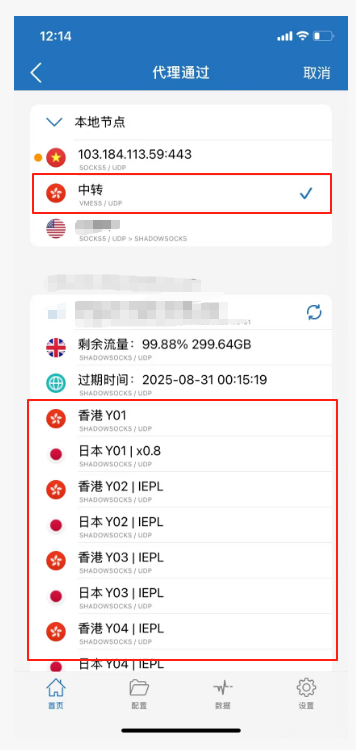 12:14
代理通过
取消
本地节点
103.184.113.59:443
SOCKS5 / UDP
中转
VMESS / UDP
SOCKS5 / UDP > SHADOWSOCKS
剩余流量：99.88% 299.64GB
SHADOWSOCKS / UDP
过期时间：2025-08-31 00:15:19
SHADOWSOCKS / UDP
香港 Y01
SHADOWSOCKS / UDP
日本 Y01 | x0.8
SHADOWSOCKS / UDP
香港 Y02 | IEPL
SHADOWSOCKS / UDP
日本 Y02 | IEPL
SHADOWSOCKS / UDP
香港 Y03 | IEPL
SHADOWSOCKS / UDP
日本 Y03 | IEPL
SHADOWSOCKS / UDP
香港 Y04 | IEPL
SHADOWSOCKS / UDP
日本 Y04 | IEPL
首页
配置
数据
设置